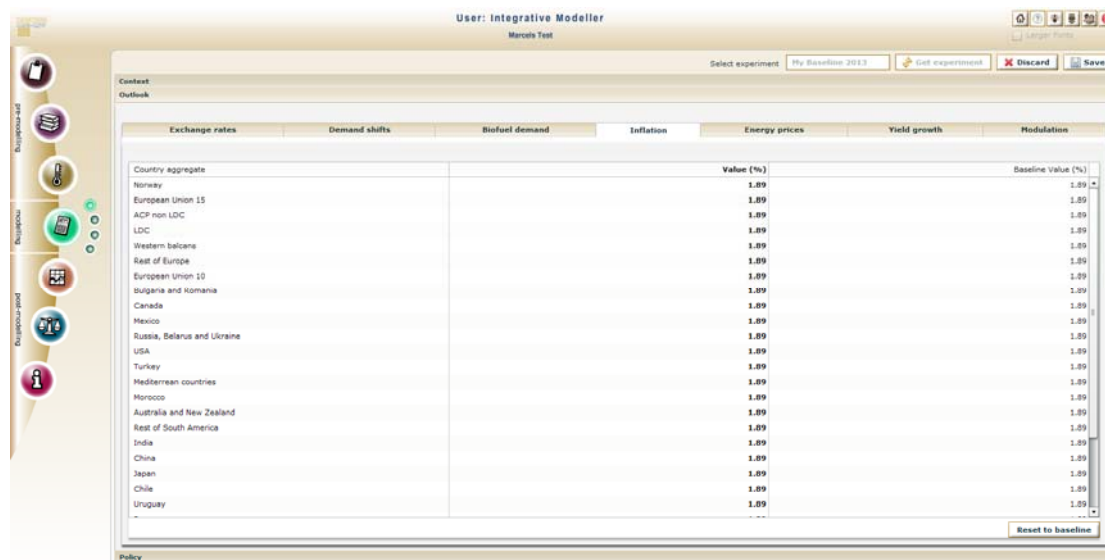 User: Integrative Modeller
Marcels Test
Larger Fonts
Select experiment My Baseline 2013 Get experiment Discard Save
Context
Outlook
pre-modelling
modelling
post-modelling
Exchange rates Demand shifts Biofuel demand Inflation Energy prices Yield growth Modulation
Country aggregate Value (%) Baseline Value (%)
Norway 1.89 1.89
European Union 15 1.89 1.89
ACP non LDC 1.89 1.89
LDC 1.89 1.89
Western balcans 1.89 1.89
Rest of Europe 1.89 1.89
European Union 10 1.89 1.89
Bulgaria and Romania 1.89 1.89
Canada 1.89 1.89
Mexico 1.89 1.89
Russia, Belarus and Ukraine 1.89 1.89
USA 1.89 1.89
Turkey 1.89 1.89
Mediterrean countries 1.89 1.89
Morocco 1.89 1.89
Australia and New Zealand 1.89 1.89
Rest of South America 1.89 1.89
India 1.89 1.89
China 1.89 1.89
Japan 1.89 1.89
Chile 1.89 1.89
Uruguay 1.89 1.89
Reset to baseline
Policy